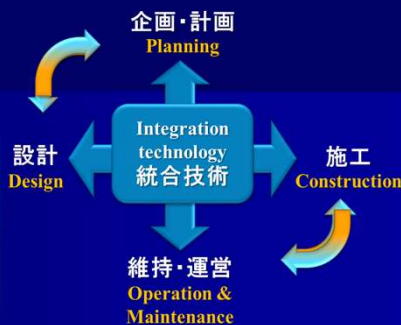 企画・計画
Planning
Integration
technology
統合技術
設計
Design
施工
Construction
維持・運営
Operation &
Maintenance